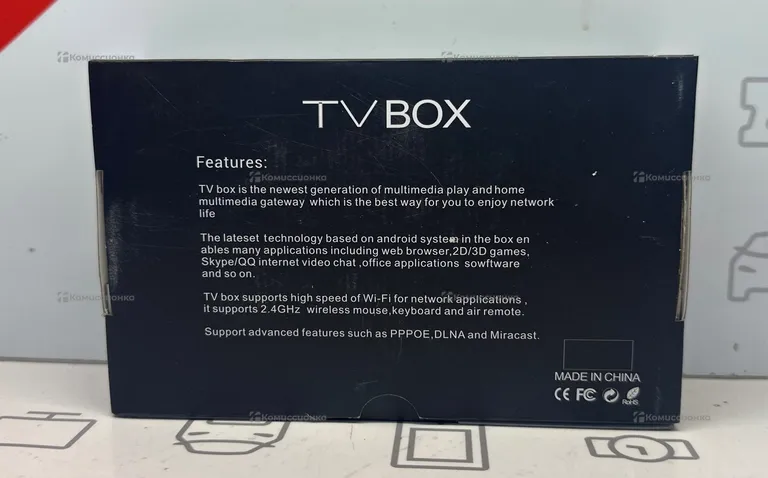 Комиссионка
Комиссионка
TV BOX
Features:
Комиссионка
Комиссионка
TV box is the newest generation of multimedia play and home
multimedia gateway which is the best way for you to enjoy network
life
The lateset technology based on android system in the box en
ables many applications including web browser,2D/3D games,
Skype/QQ internet video chat ,office applications sowftware
and so on.
Комиссионка
Комиссионка
TV box supports high speed of Wi-Fi for network applications ,
it supports 2.4GHz wireless mouse,keyboard and air remote.
Support advanced features such as PPPOE,DLNA and Miracast.
MADE IN CHINA
CE FC RoHS
Комиссионка
Комиссионка